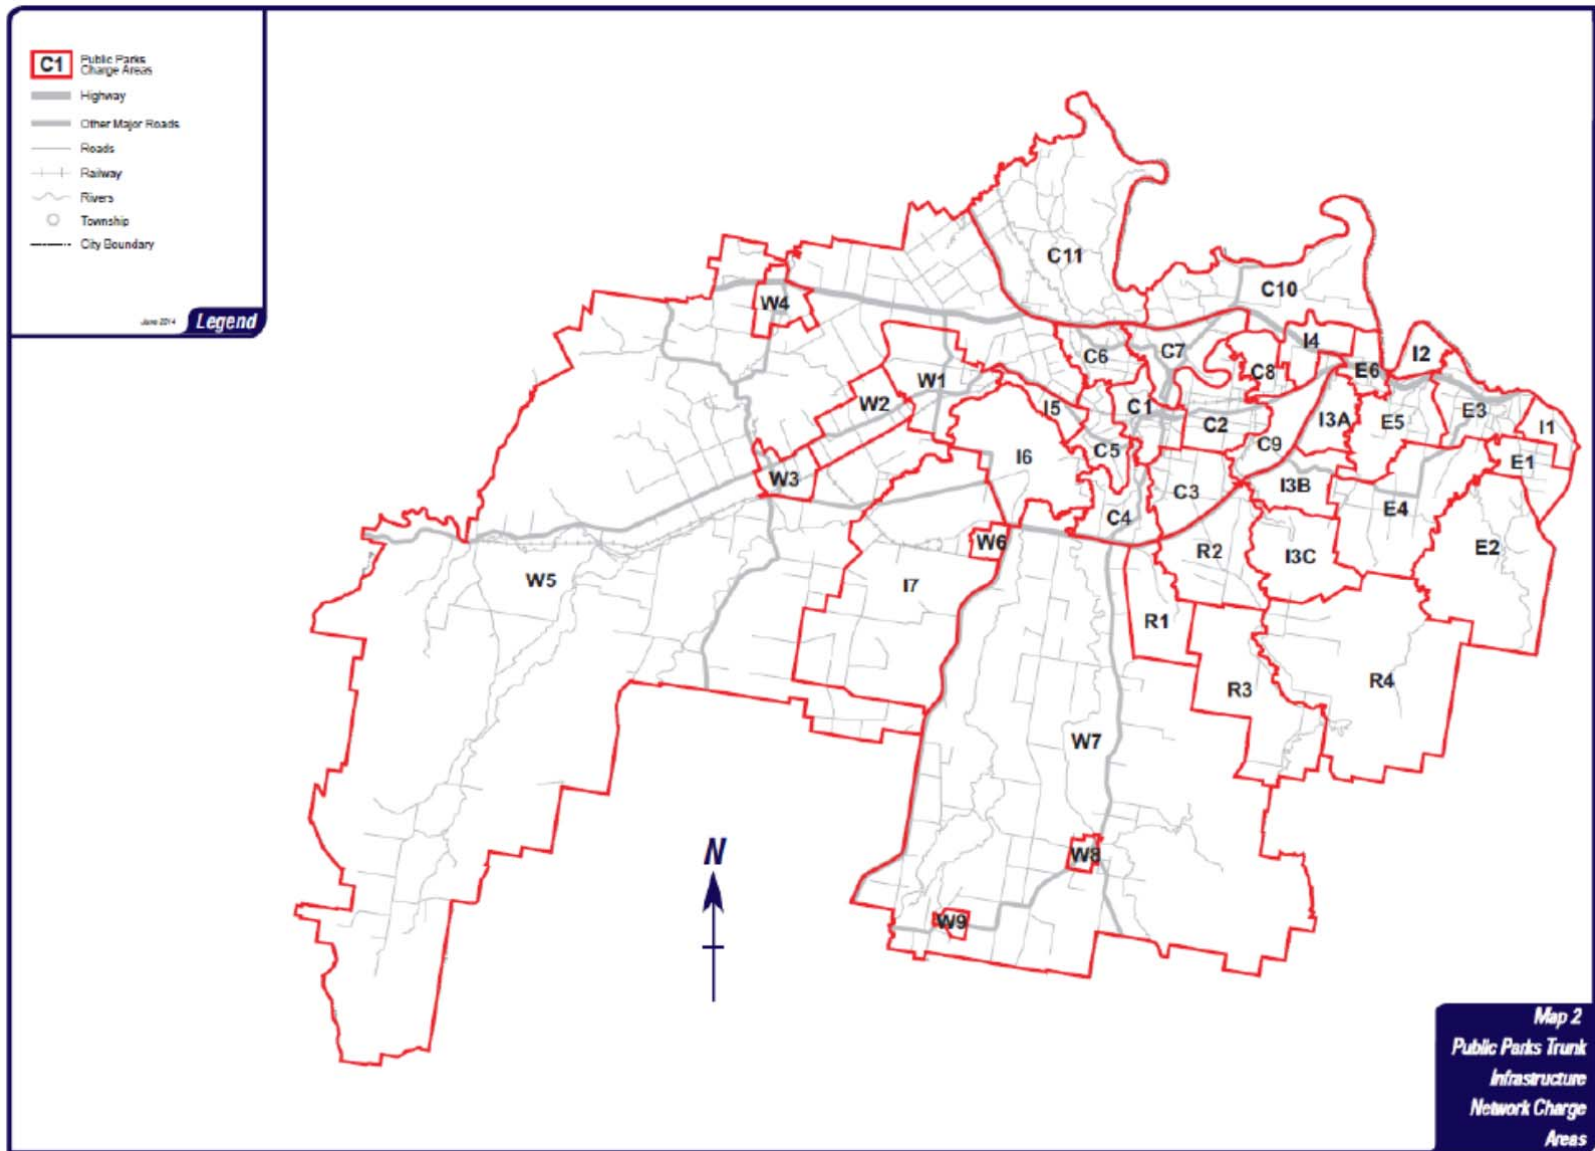 C1
Public Parks
Charge Areas
Highway
Other Major Roads
Roads
Railway
Rivers
Township
City Boundary
June 2014
Legend
C11
C10
W4
I4
C7
I2
C6
C8
E6
W1
W2
I5
C1
E3
C2
I3A
E5
I1
C9
C5
I6
E1
W3
I3B
C3
E4
C4
W6
R2
I3C
E2
W5
I7
R1
R4
R3
W7
N
W8
W9
Map 2
Public Parks Trunk
Infrastructure
Network Charge
Areas